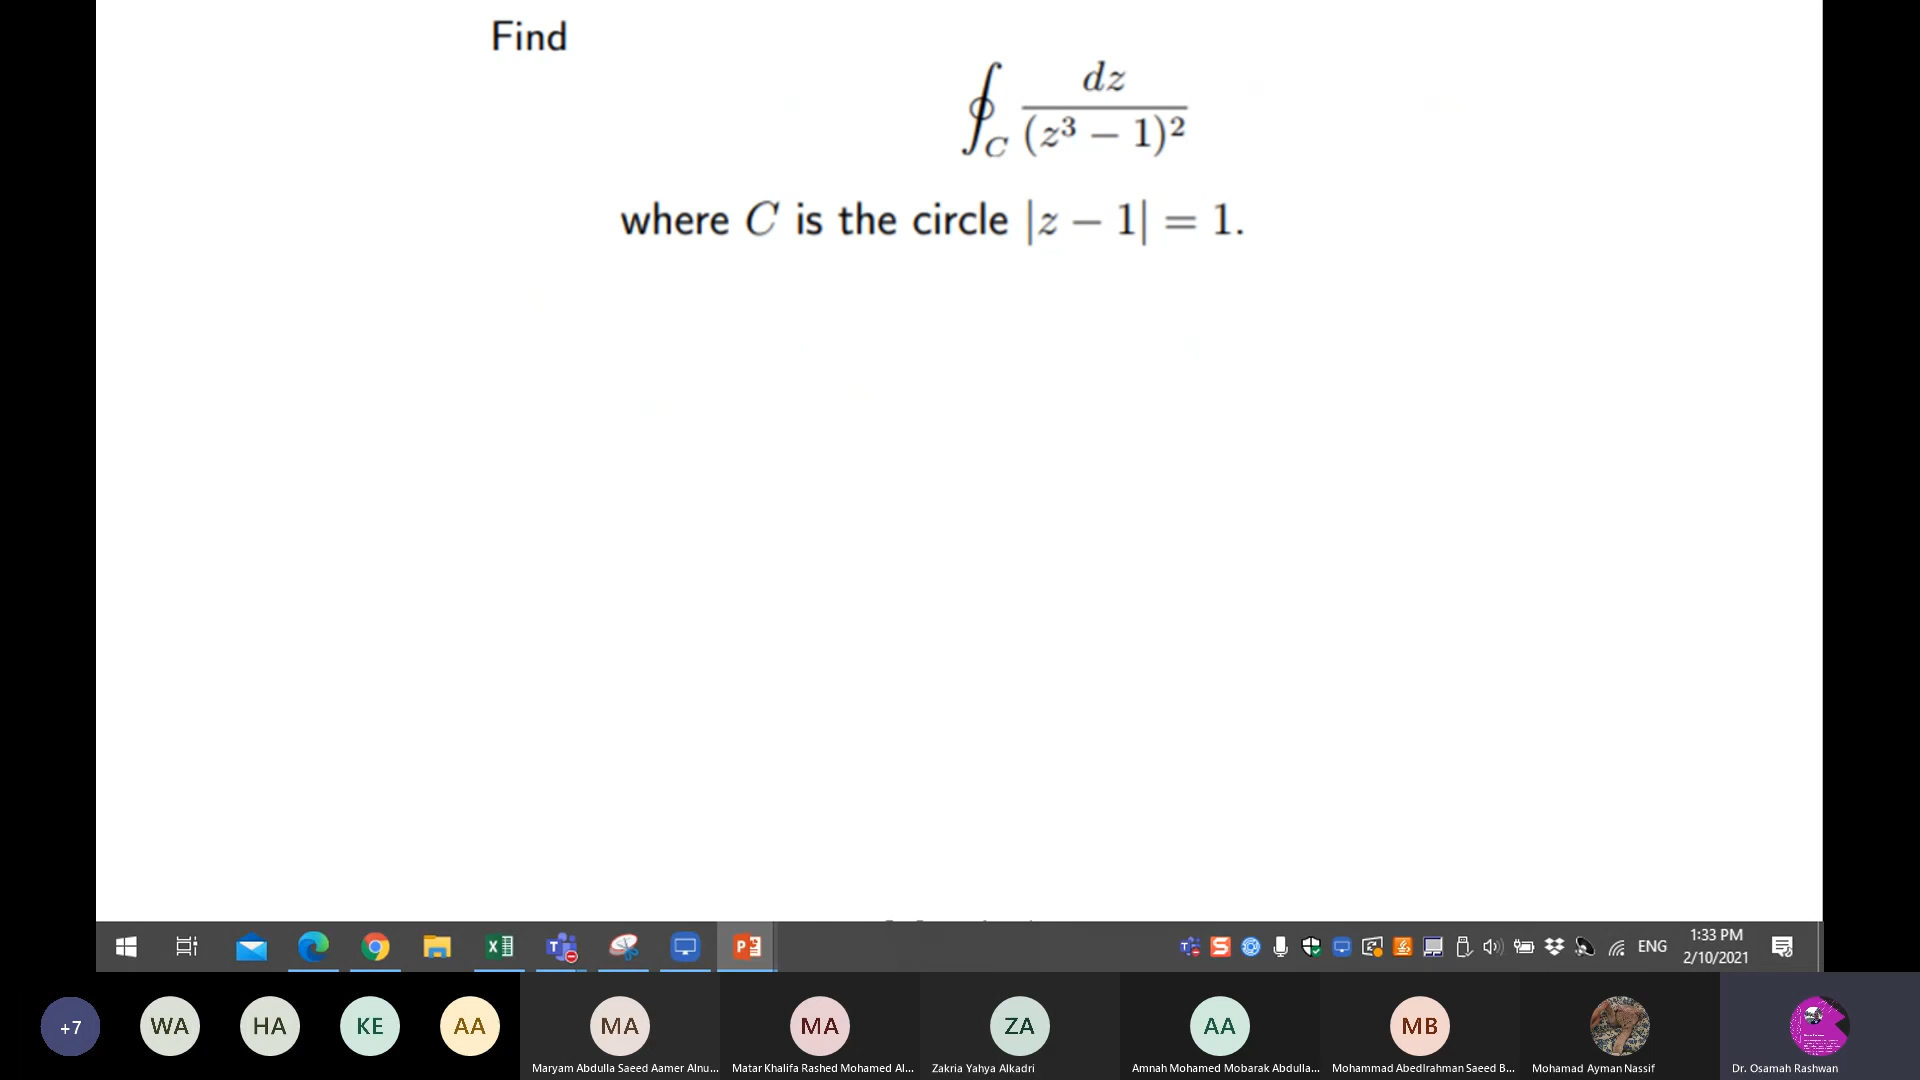 Find
∮_C dz / (z³ − 1)²
where C is the circle |z − 1| = 1.
ENG
1:33 PM
2/10/2021
+7
WA
HA
KE
AA
MA
MA
ZA
AA
MB
Maryam Abdulla Saeed Aamer Alnu...
Matar Khalifa Rashed Mohamed Al...
Zakria Yahya Alkadri
Amnah Mohamed Mobarak Abdulla...
Mohammad Abedlrahman Saeed B...
Mohamad Ayman Nassif
Dr. Osamah Rashwan